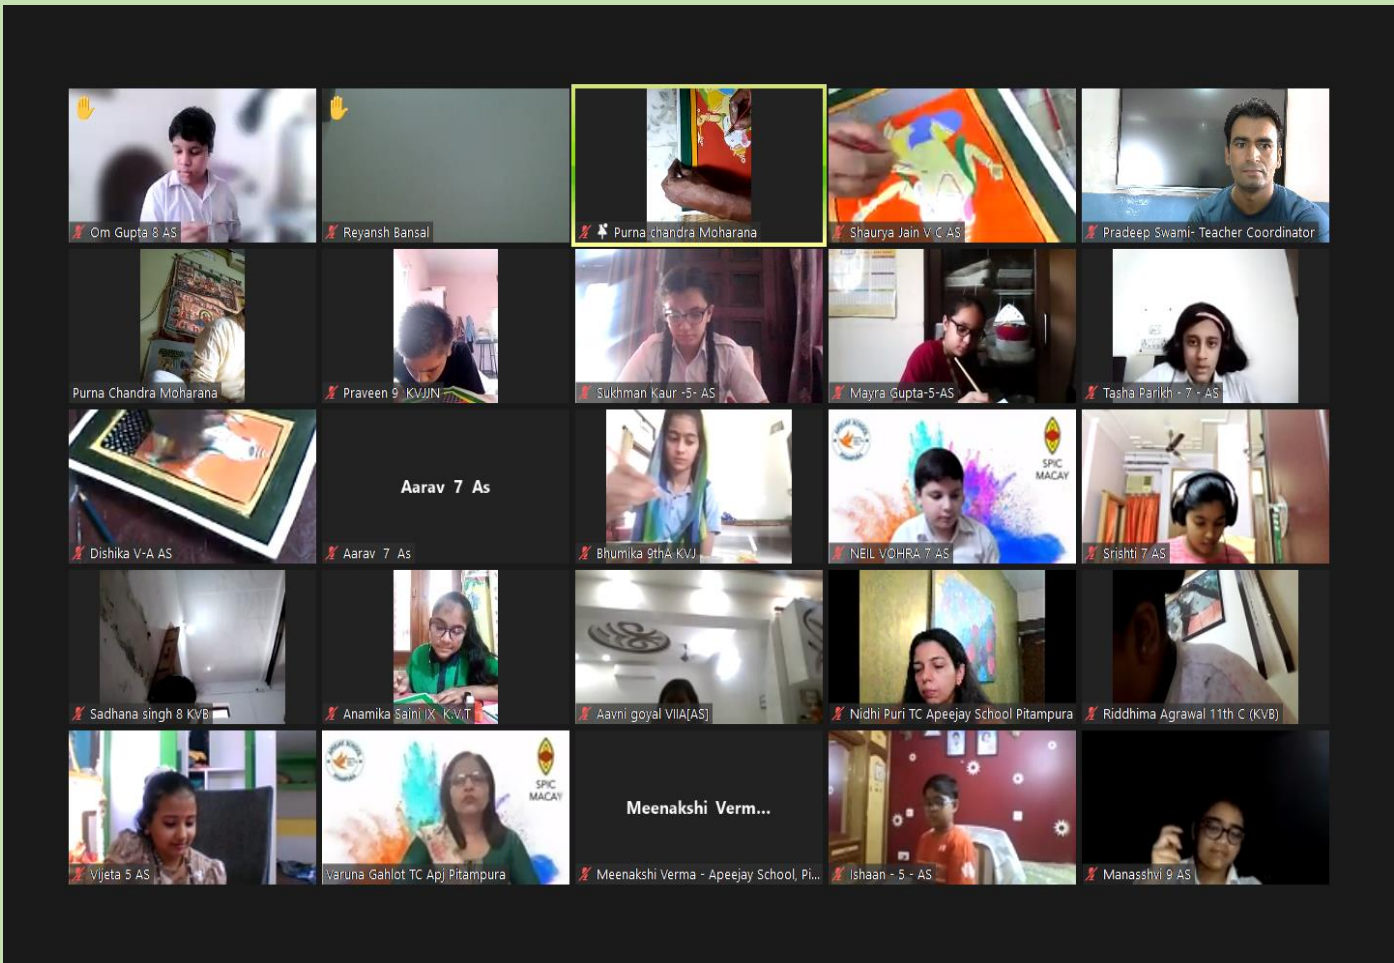 Om Gupta 8 AS
Reyansh Bansal
Purna chandra Moharana
Shaurya Jain V C AS
Pradeep Swami- Teacher Coordinator
Purna Chandra Moharana
Praveen 9 KVJJN
Sukhman Kaur -5- AS
Mayra Gupta-5-AS
Tasha Parikh - 7 - AS
Dishika V-A AS
Aarav 7 As
Aarav 7 As
Bhumika 9thA KVJ
SPIC
MACAY
NEIL VOHRA 7 AS
Srishti 7 AS
Sadhana singh 8 KVB
Anamika Saini IX K.V.T
Aavni goyal VIIA[AS]
Nidhi Puri TC Apeejay School Pitampura
Riddhima Agrawal 11th C (KVB)
Vijeta 5 AS
SPIC
MACAY
Varuna Gahlot TC Apj Pitampura
Meenakshi Verm...
Meenakshi Verma - Apeejay School, Pi...
Ishaan - 5 - AS
Manasshvi 9 AS